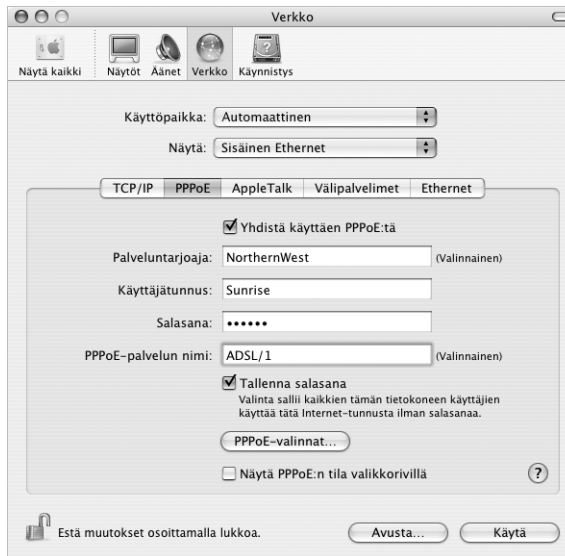 Verkko
Näytä kaikki Näytöt Äänet Verkko Käynnistys
Käyttöpaikka: Automaattinen
Näytä: Sisäinen Ethernet
TCP/IP PPPoE AppleTalk Välipalvelimet Ethernet
Yhdistä käyttäen PPPoE:tä
Palveluntarjoaja: NorthernWest (Valinnainen)
Käyttäjätunnus: Sunrise
Salasana: ••••••
PPPoE-palvelun nimi: ADSL/1 (Valinnainen)
Tallenna salasana
Valinta sallii kaikkien tämän tietokoneen käyttäjien
käyttää tätä Internet-tunnusta ilman salasanaa.
PPPoE-valinnat...
Näytä PPPoE:n tila valikkorivillä ?
Estä muutokset osoittamalla lukkoa. Avusta... Käytä